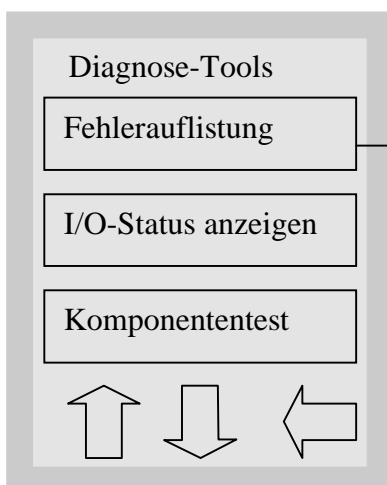 Diagnose-Tools
Fehlerauflistung
I/O-Status anzeigen
Komponententest